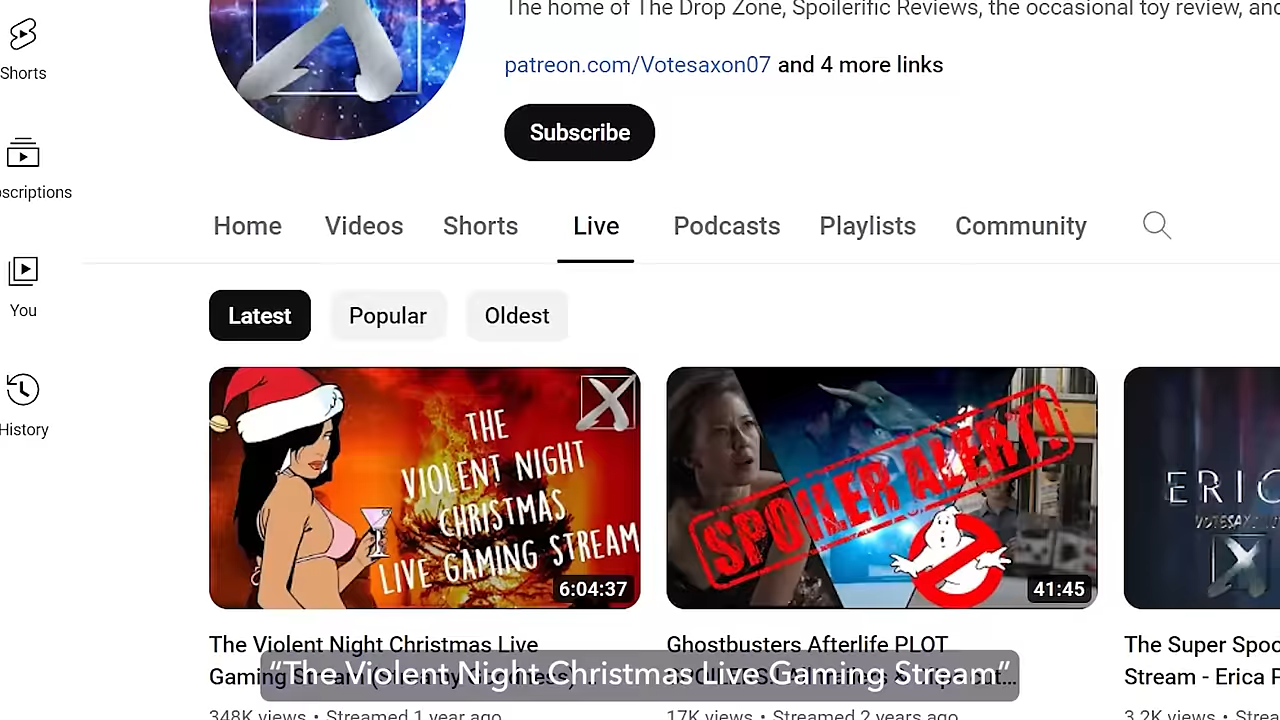 The home of The Drop Zone, Spoilerific Reviews, the occasional toy review, and
patreon.com/Votesaxon07 and 4 more links
Subscribe
Shorts
scriptions
You
History
Home Videos Shorts Live Podcasts Playlists Community
Latest Popular Oldest
THE
VIOLENT NIGHT
CHRISTMAS
LIVE GAMING STREAM
6:04:37
SPOILER ALERT!
41:45
ERIC
The Violent Night Christmas Live
Ghostbusters Afterlife PLOT
The Super Spoo
Stream - Erica F
“The Violent Night Christmas Live Gaming Stream”
348K views • Streamed 1 year ago
17K views • Streamed 2 years ago
3.2K views • Strea